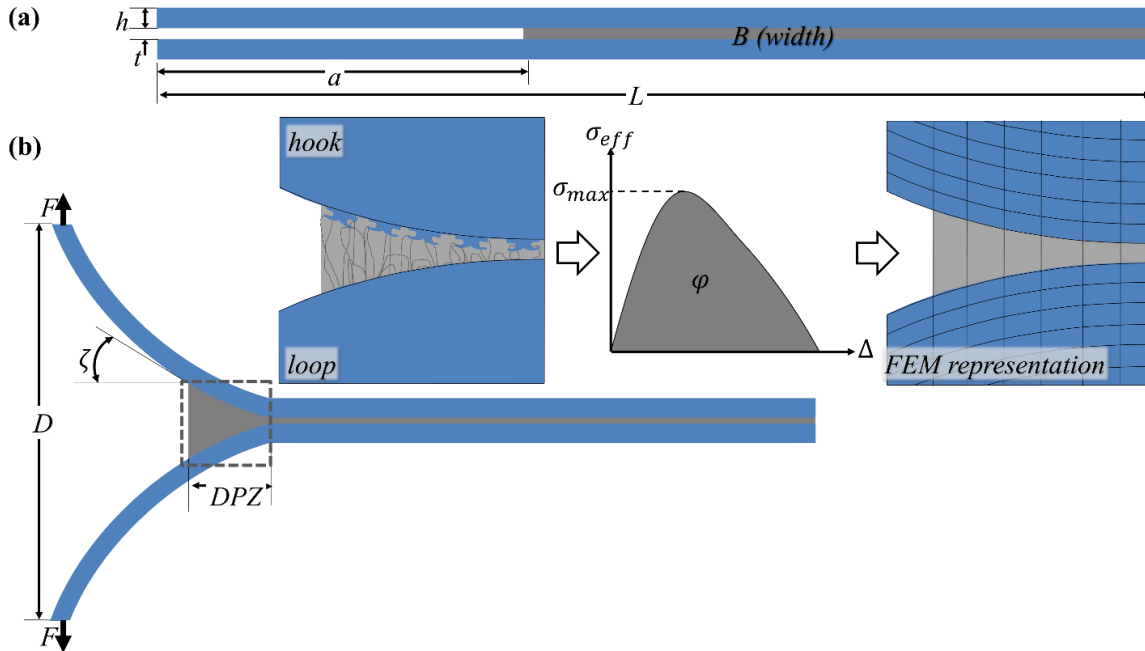 (a)
h
t
B (width)
a
L
(b)
hook
σ_eff
σ_max
φ
Δ
loop
FEM representation
F
ζ
D
DPZ
F